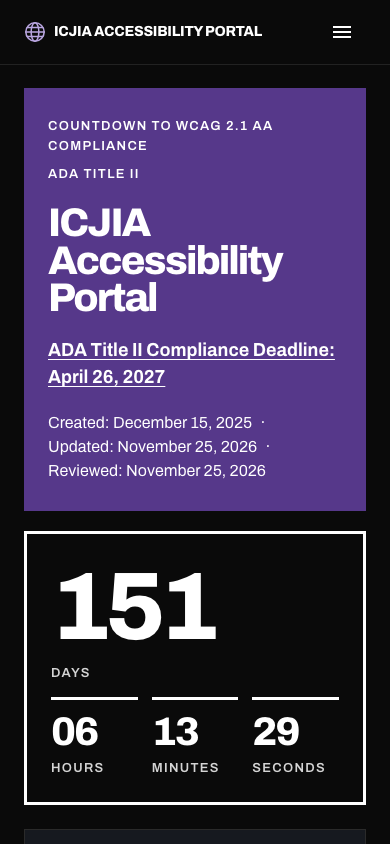 ICJIA ACCESSIBILITY PORTAL
COUNTDOWN TO WCAG 2.1 AA
COMPLIANCE
ADA TITLE II
ICJIA
Accessibility
Portal
ADA Title II Compliance Deadline:
April 26, 2027
Created: December 15, 2025 ·
Updated: November 25, 2026 ·
Reviewed: November 25, 2026
151
DAYS
06 13 29
HOURS MINUTES SECONDS